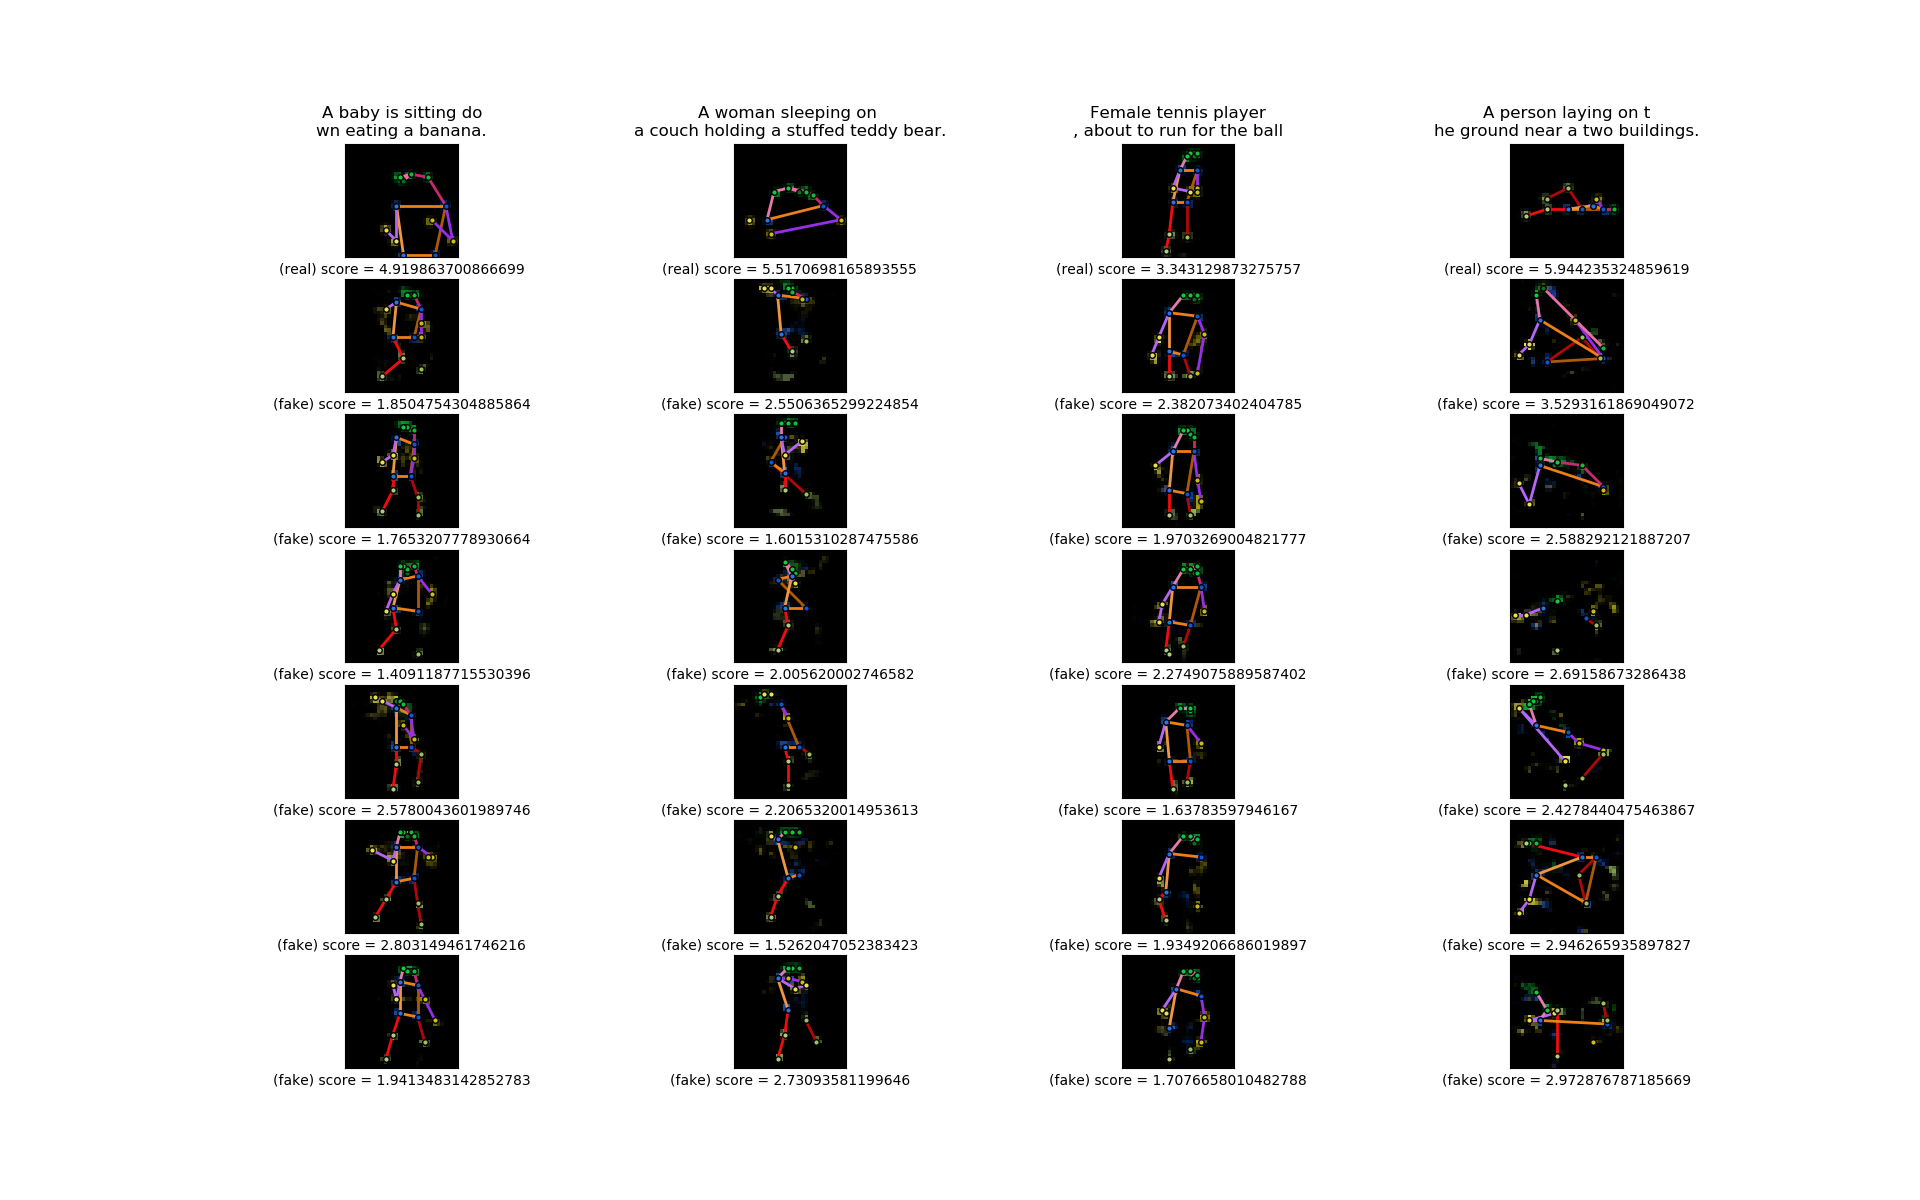 A baby is sitting do
wn eating a banana.
A woman sleeping on
a couch holding a stuffed teddy bear.
Female tennis player
, about to run for the ball
A person laying on t
he ground near a two buildings.
(real) score = 4.919863700866699
(real) score = 5.5170698165893555
(real) score = 3.343129873275757
(real) score = 5.944235324859619
(fake) score = 1.8504754304885864
(fake) score = 2.5506365299224854
(fake) score = 2.382073402404785
(fake) score = 3.5293161869049072
(fake) score = 1.7653207778930664
(fake) score = 1.6015310287475586
(fake) score = 1.9703269004821777
(fake) score = 2.588292121887207
(fake) score = 1.4091187715530396
(fake) score = 2.005620002746582
(fake) score = 2.2749075889587402
(fake) score = 2.69158673286438
(fake) score = 2.5780043601989746
(fake) score = 2.2065320014953613
(fake) score = 1.63783597946167
(fake) score = 2.4278440475463867
(fake) score = 2.803149461746216
(fake) score = 1.5262047052383423
(fake) score = 1.9349206686019897
(fake) score = 2.946265935897827
(fake) score = 1.9413483142852783
(fake) score = 2.73093581199646
(fake) score = 1.7076658010482788
(fake) score = 2.972876787185669